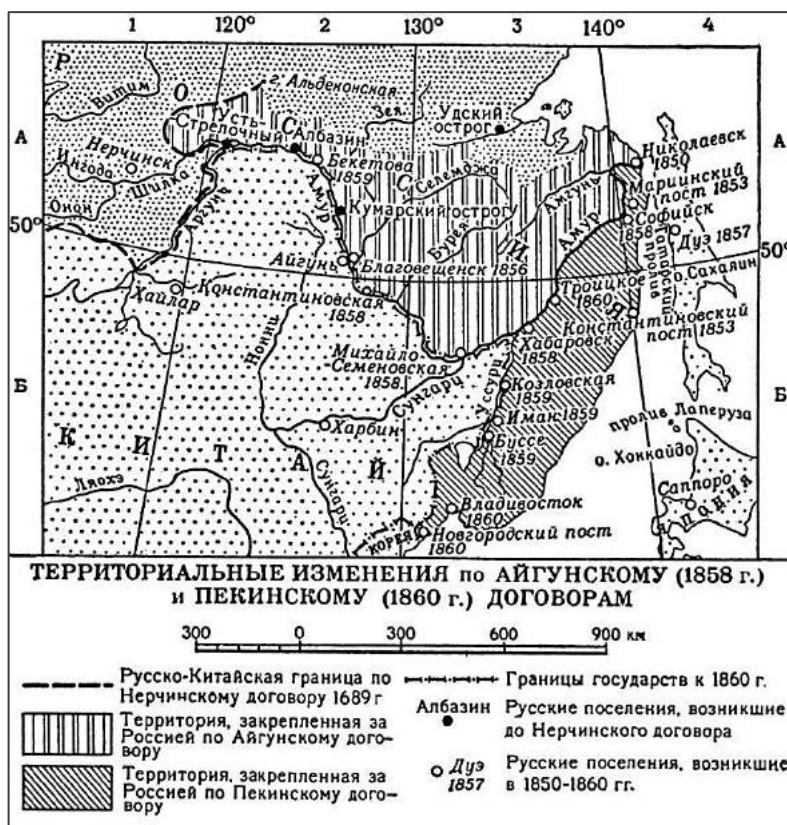 1 120° 2 130° 3 140° 4
А
Б
50°
Р
О
С
С
И
Я
Витим
г. Альденконская
Зея
Удский
острог
Усть-
Стрелочный
Албазин
Бекетова
1859
Нерчинск
Ингода
Шилка
Онон
Аргунь
Амур
Селемджа
Кумарский острог
Бурея
Амгунь
Амур
Николаевск
1850
Мариинский
пост 1853
Софийск
1858
Дуэ 1857
Татарский
пролив
о. Сахалин
А
50°
Айгунь
Благовещенск 1856
Хайлар
Константиновская
1858
Троицкое
1860
Константиновский
пост 1853
Нонни
Михайло-
Семеновская
1858
Хабаровск
1858
Сунгари
Уссури
Козловская
1859
Иман 1859
Буссе
1859
Б
пролив Лаперуза
о. Хоккайдо
Саппоро
ЯПОНИЯ
Харбин
К И Т А Й
Ляохэ
Сунгари
Владивосток
1860
КОРЕЯ
Новгородский пост
1860
ТЕРРИТОРИАЛЬНЫЕ ИЗМЕНЕНИЯ по АЙГУНСКОМУ (1858 г.)
и ПЕКИНСКОМУ (1860 г.) ДОГОВОРАМ
300 0 300 600 900 км
Русско-Китайская граница по
Нерчинскому договору 1689 г
Территория, закрепленная за
Россией по Айгунскому дого-
вору
Территория, закрепленная за
Россией по Пекинскому дого-
вору
Границы государств к 1860 г.
Албазин Русские поселения, возникшие
до Нерчинского договора
Дуэ Русские поселения, возникшие
1857 в 1850-1860 гг.